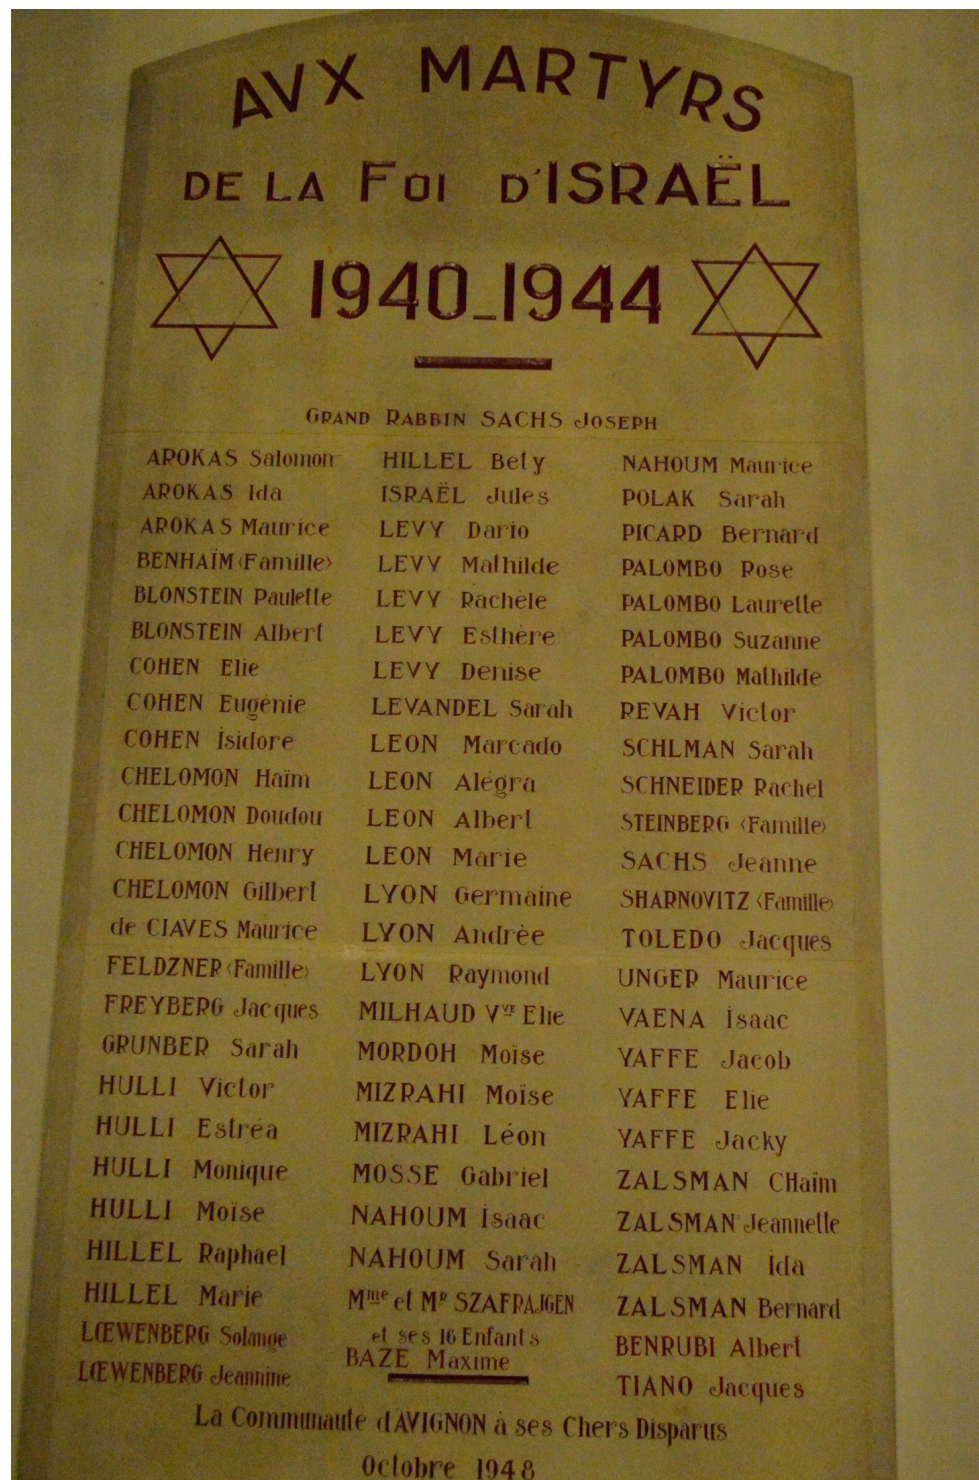 AVX MARTYRS
DE LA FOI D'ISRAËL
1940_1944
GRAND RABBIN SACHS JOSEPH
AROKAS Salomon
AROKAS Ida
AROKAS Maurice
BENHAÏM (Famille)
BLONSTEIN Paulette
BLONSTEIN Albert
COHEN Elie
COHEN Eugénie
COHEN Isidore
CHELOMON Haïm
CHELOMON Doudou
CHELOMON Henry
CHELOMON Gilbert
de CIAVES Maurice
FELDZNER (Famille)
FREYBERG Jacques
GRUNBER Sarah
HULLI Victor
HULLI Estréa
HULLI Monique
HULLI Moïse
HILLEL Raphael
HILLEL Marie
LŒWENBERG Solange
LŒWENBERG Jeannine
HILLEL Bety
ISRAËL Jules
LEVY Dario
LEVY Mathilde
LEVY Rachèle
LEVY Esthère
LEVY Denise
LEVANDEL Sarah
LEON Marcado
LEON Alégra
LEON Albert
LEON Marie
LYON Germaine
LYON Andrèe
LYON Raymond
MILHAUD Vve Elie
MORDOH Moïse
MIZRAHI Moïse
MIZRAHI Léon
MOSSE Gabriel
NAHOUM Isaac
NAHOUM Sarah
Mme et Mr SZAFRAJGEN
et ses 16 Enfants
BAZE Maxime
NAHOUM Maurice
POLAK Sarah
PICARD Bernard
PALOMBO Rose
PALOMBO Laurette
PALOMBO Suzanne
PALOMBO Mathilde
REVAH Victor
SCHLMAN Sarah
SCHNEIDER Rachel
STEINBERG (Famille)
SACHS Jeanne
SHARNOVITZ (Famille)
TOLEDO Jacques
UNGER Maurice
VAENA Isaac
YAFFE Jacob
YAFFE Elie
YAFFE Jacky
ZALSMAN CHaïm
ZALSMAN Jeannette
ZALSMAN Ida
ZALSMAN Bernard
BENRUBI Albert
TIANO Jacques
La Communaute d'AVIGNON à ses Chers Disparus
Octobre 1948